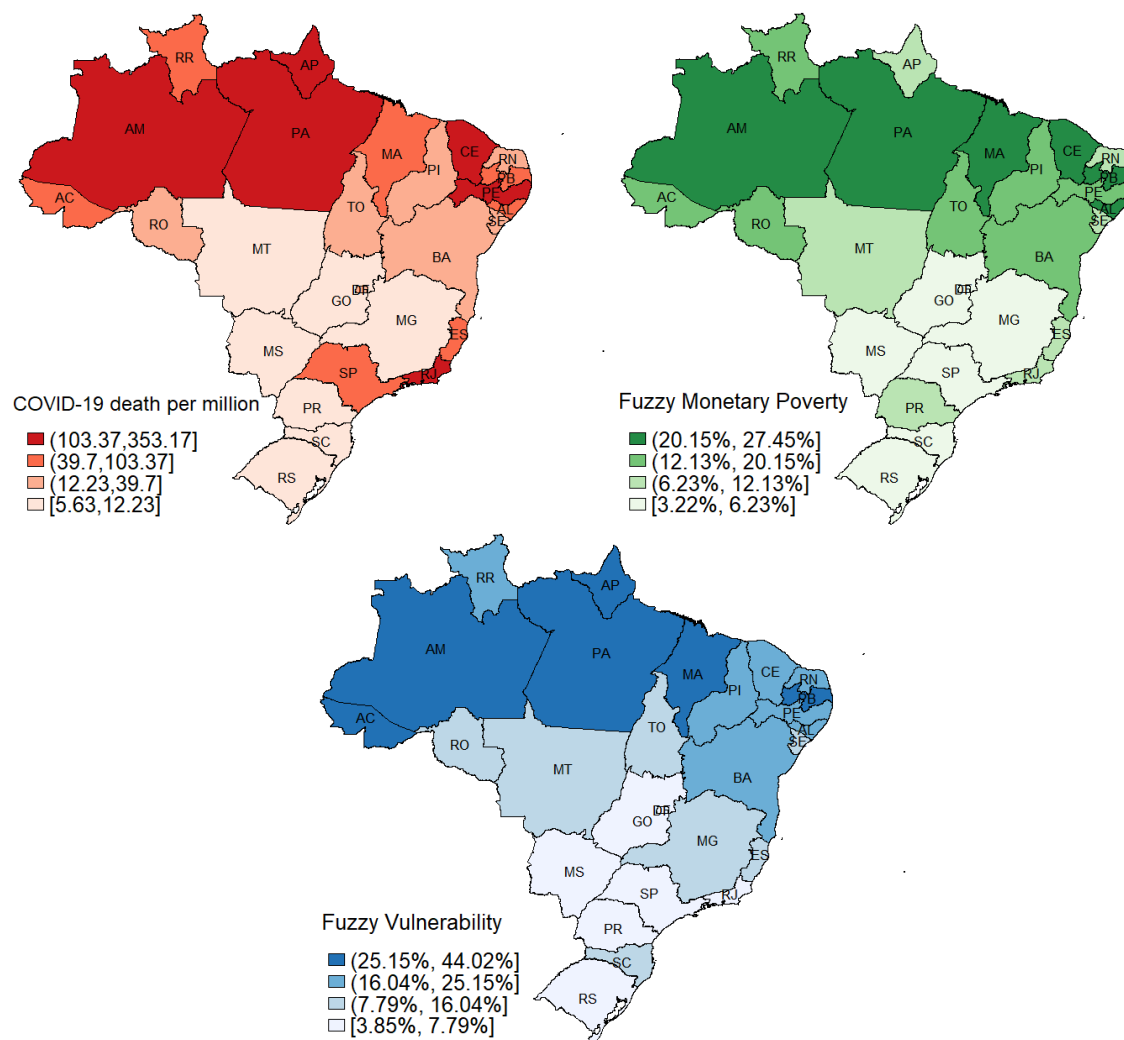 RR
AP
AM
PA
MA
CE
RN
PB
PI
PE
AC
AL
TO
SE
RO
MT
BA
GO
MG
ES
MS
SP
RJ
PR
SC
RS
COVID-19 death per million
(103.37,353.17]
(39.7,103.37]
(12.23,39.7]
[5.63,12.23]
RR
AP
AM
PA
MA
CE
RN
PB
PI
PE
AC
AL
TO
SE
RO
MT
BA
GO
MG
ES
MS
SP
RJ
PR
SC
RS
Fuzzy Monetary Poverty
(20.15%, 27.45%]
(12.13%, 20.15%]
(6.23%, 12.13%]
[3.22%, 6.23%]
RR
AP
AM
PA
MA
CE
RN
PB
PI
PE
AC
AL
TO
SE
RO
MT
BA
GO
MG
ES
MS
SP
RJ
PR
SC
RS
Fuzzy Vulnerability
(25.15%, 44.02%]
(16.04%, 25.15%]
(7.79%, 16.04%]
[3.85%, 7.79%]